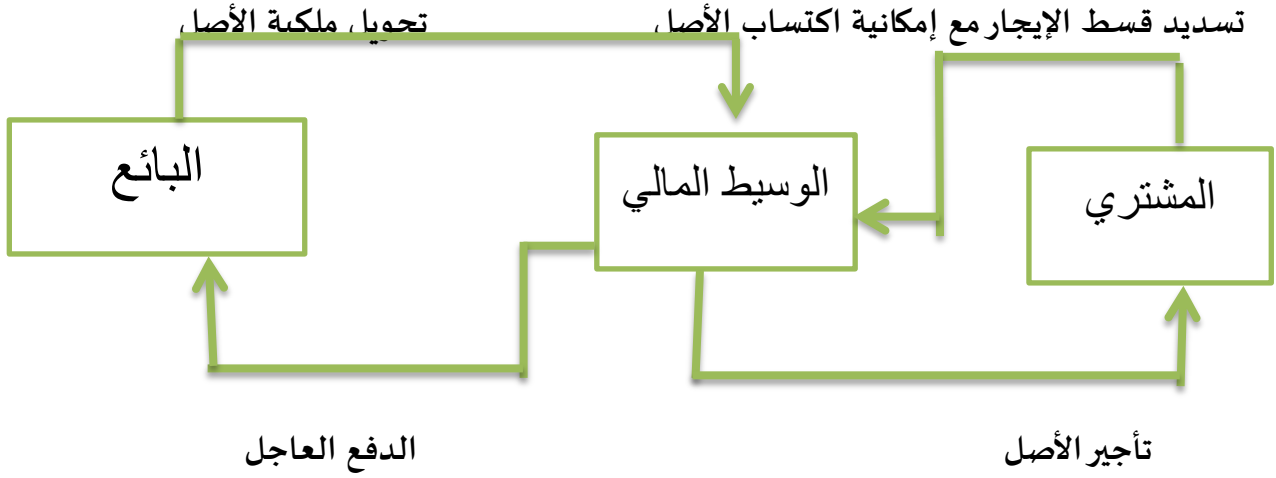 تسديد قسط الإيجار مع إمكانية اكتساب الأصل
تحويل ملكية الأصل
المشتري
الوسيط المالي
البائع
تأجير الأصل
الدفع العاجل